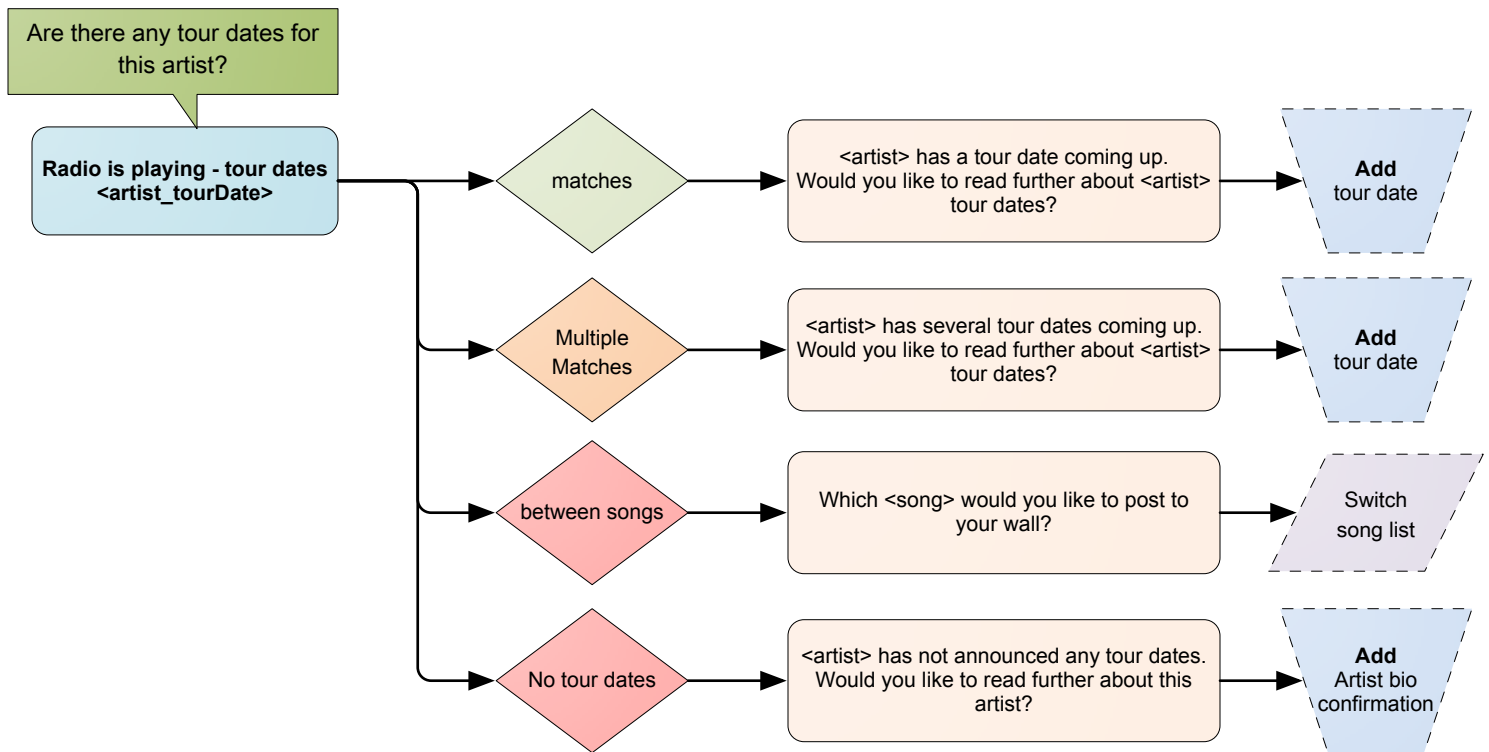 Are there any tour dates for
this artist?
Radio is playing - tour dates
<artist_tourDate>
matches
<artist> has a tour date coming up.
Would you like to read further about <artist>
tour dates?
Add
tour date
Multiple
Matches
<artist> has several tour dates coming up.
Would you like to read further about <artist>
tour dates?
Add
tour date
between songs
Which <song> would you like to post to
your wall?
Switch
song list
No tour dates
<artist> has not announced any tour dates.
Would you like to read further about this
artist?
Add
Artist bio
confirmation